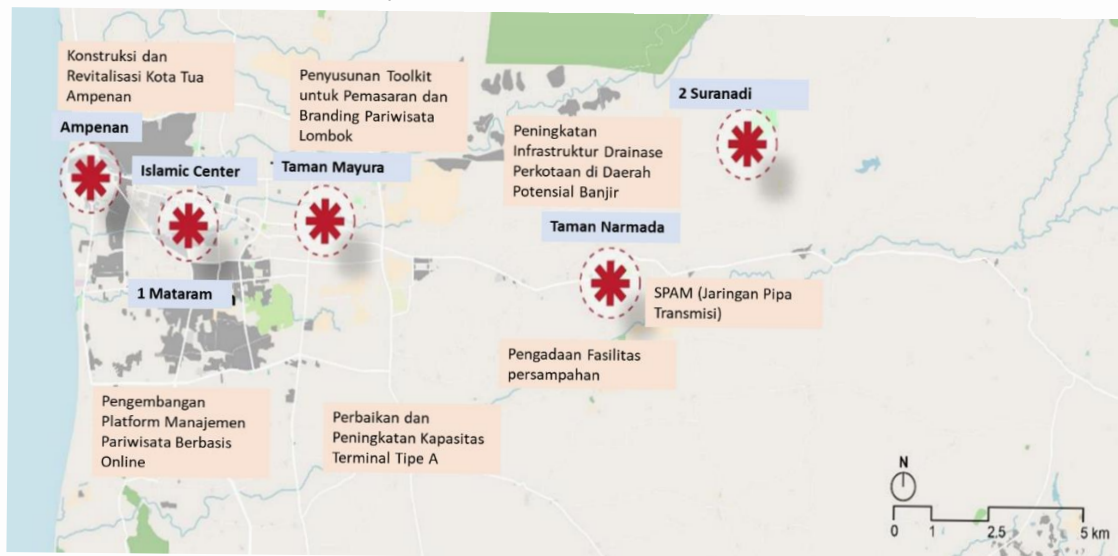 Konstruksi dan
Revitalisasi Kota Tua
Ampenan
Ampenan
Islamic Center
Penyusunan Toolkit
untuk Pemasaran dan
Branding Pariwisata
Lombok
Taman Mayura
1 Mataram
Peningkatan
Infrastruktur Drainase
Perkotaan di Daerah
Potensial Banjir
2 Suranadi
Taman Narmada
SPAM (Jaringan Pipa
Transmisi)
Pengadaan Fasilitas
persampahan
Pengembangan
Platform Manajemen
Pariwisata Berbasis
Online
Perbaikan dan
Peningkatan Kapasitas
Terminal Tipe A
N
0 1 2.5 5 km